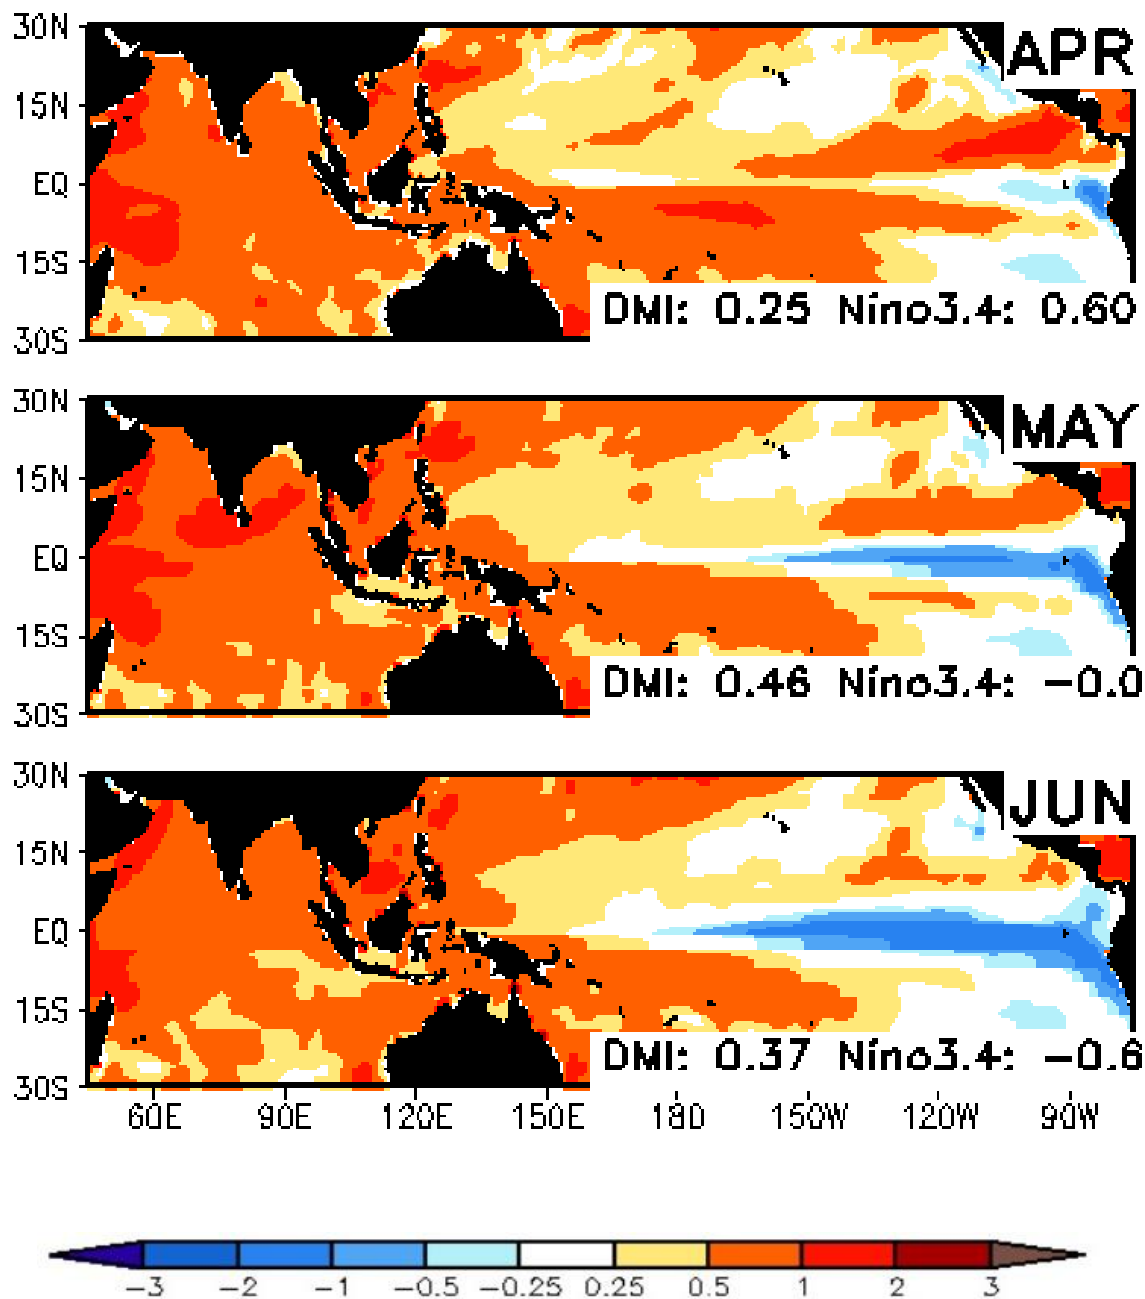 30N
APR
15N
EQ
15S
DMI: 0.25 Nino3.4: 0.60
30S
30N
MAY
15N
EQ
15S
DMI: 0.46 Nino3.4: −0.0
30S
30N
JUN
15N
EQ
15S
DMI: 0.37 Nino3.4: −0.6
30S
60E 90E 120E 150E 180 150W 120W 90W
−3 −2 −1 −0.5 −0.25 0.25 0.5 1 2 3